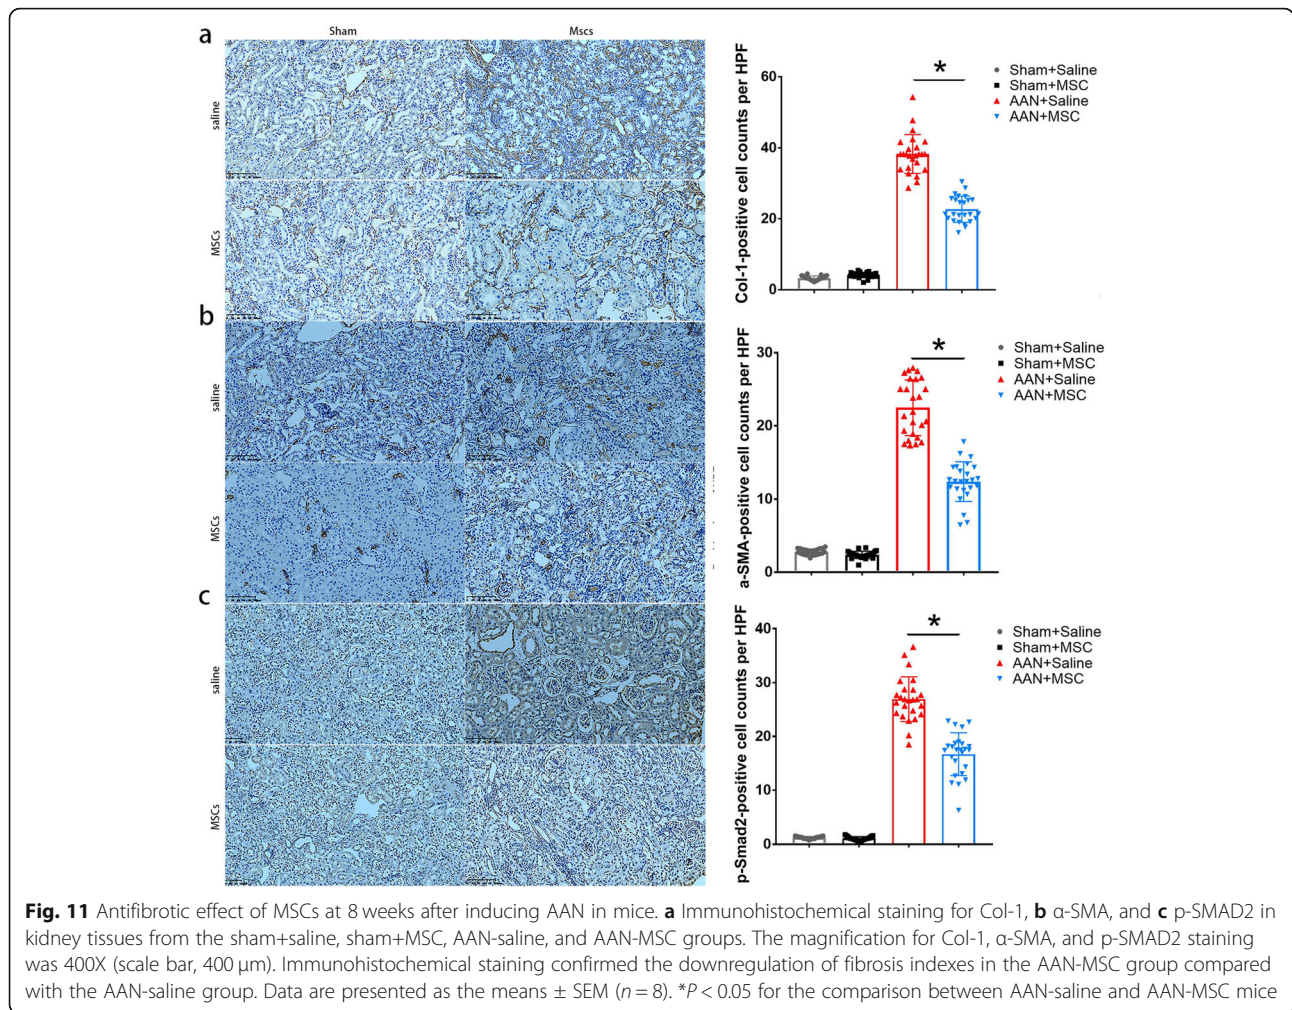 a
Sham
Mscs
saline
MSCs
Col-1-positive cell counts per HPF
60
40
20
0
*
Sham+Saline
Sham+MSC
AAN+Saline
AAN+MSC
b
saline
MSCs
a-SMA-positive cell counts per HPF
30
20
10
0
*
Sham+Saline
Sham+MSC
AAN+Saline
AAN+MSC
c
saline
MSCs
p-Smad2-positive cell counts per HPF
40
30
20
10
0
*
Sham+Saline
Sham+MSC
AAN+Saline
AAN+MSC
Fig. 11 Antifibrotic effect of MSCs at 8 weeks after inducing AAN in mice. a Immunohistochemical staining for Col-1, b α-SMA, and c p-SMAD2 in
kidney tissues from the sham+saline, sham+MSC, AAN-saline, and AAN-MSC groups. The magnification for Col-1, α-SMA, and p-SMAD2 staining
was 400X (scale bar, 400 μm). Immunohistochemical staining confirmed the downregulation of fibrosis indexes in the AAN-MSC group compared
with the AAN-saline group. Data are presented as the means ± SEM (n = 8). *P < 0.05 for the comparison between AAN-saline and AAN-MSC mice